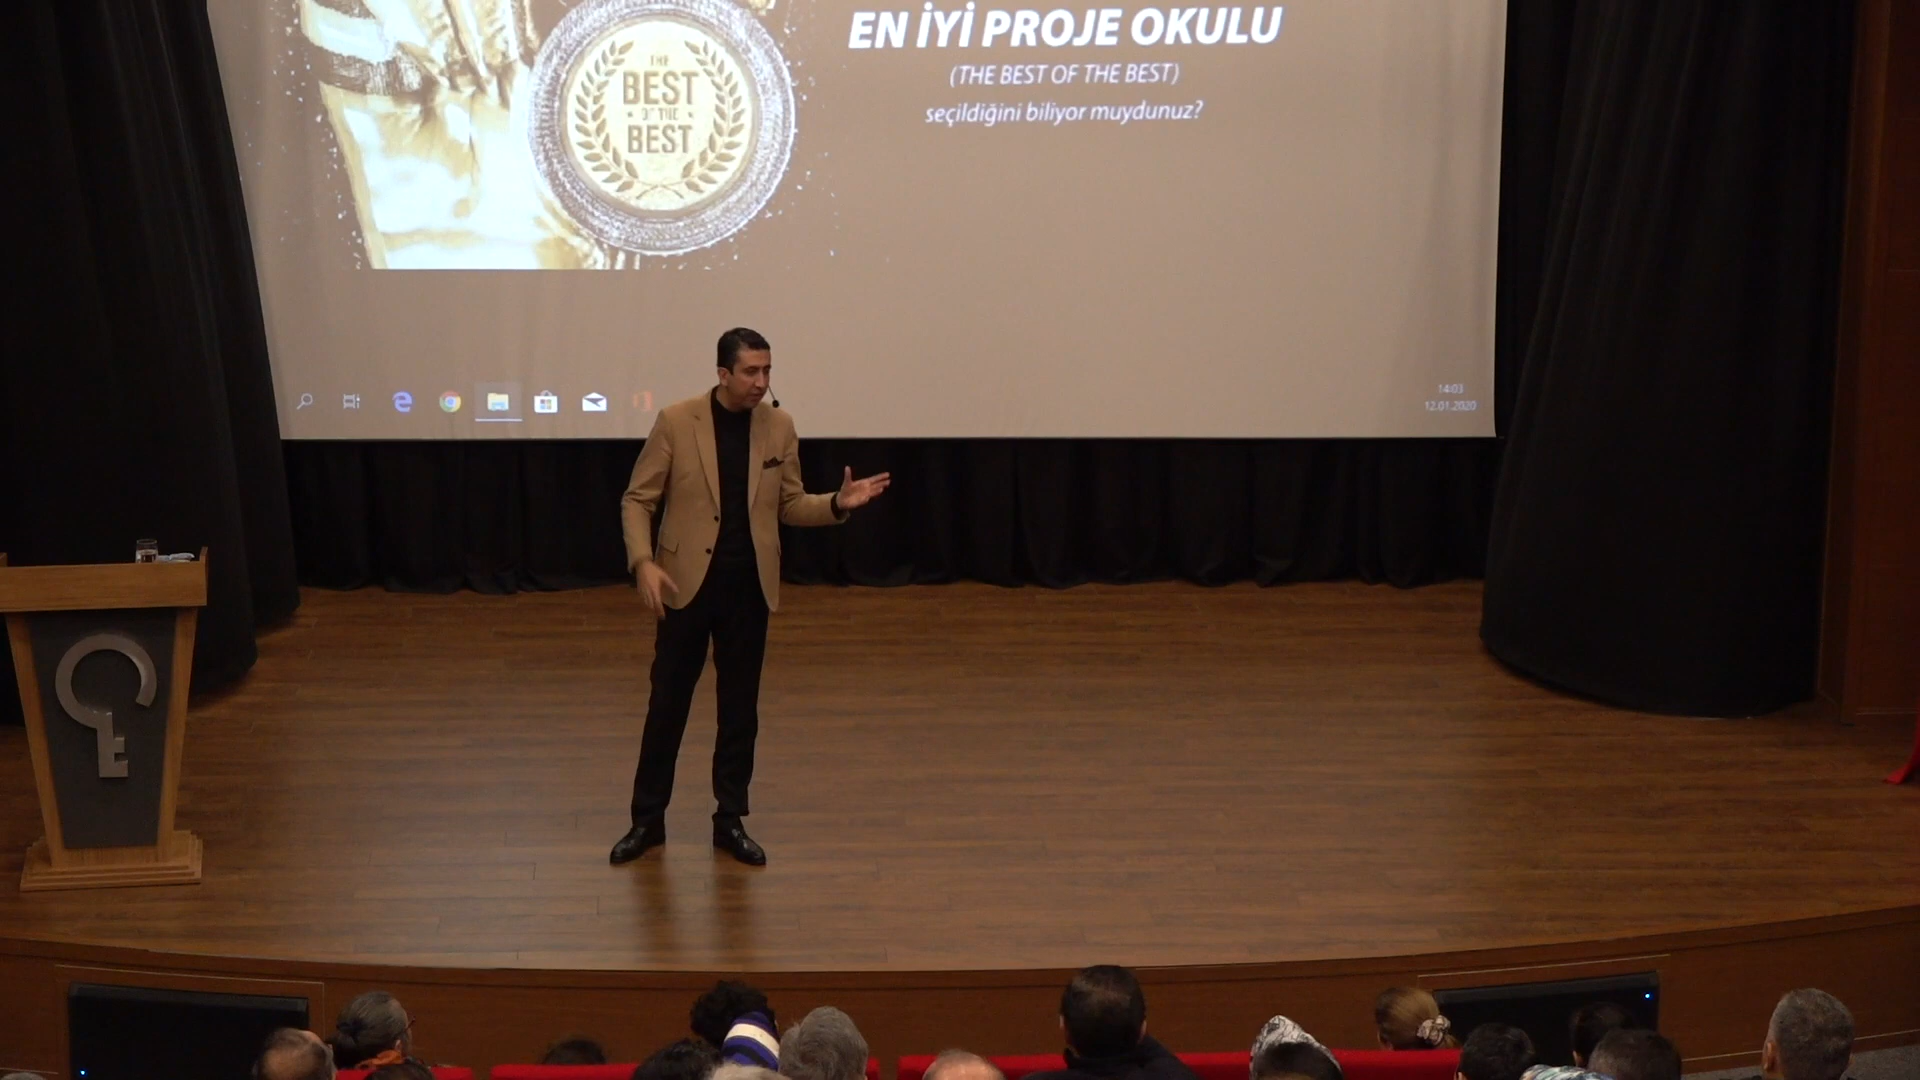 THE
BEST
OF THE
BEST
EN İYİ PROJE OKULU
(THE BEST OF THE BEST)
seçildiğini biliyor muydunuz?
14:03
12.01.2020